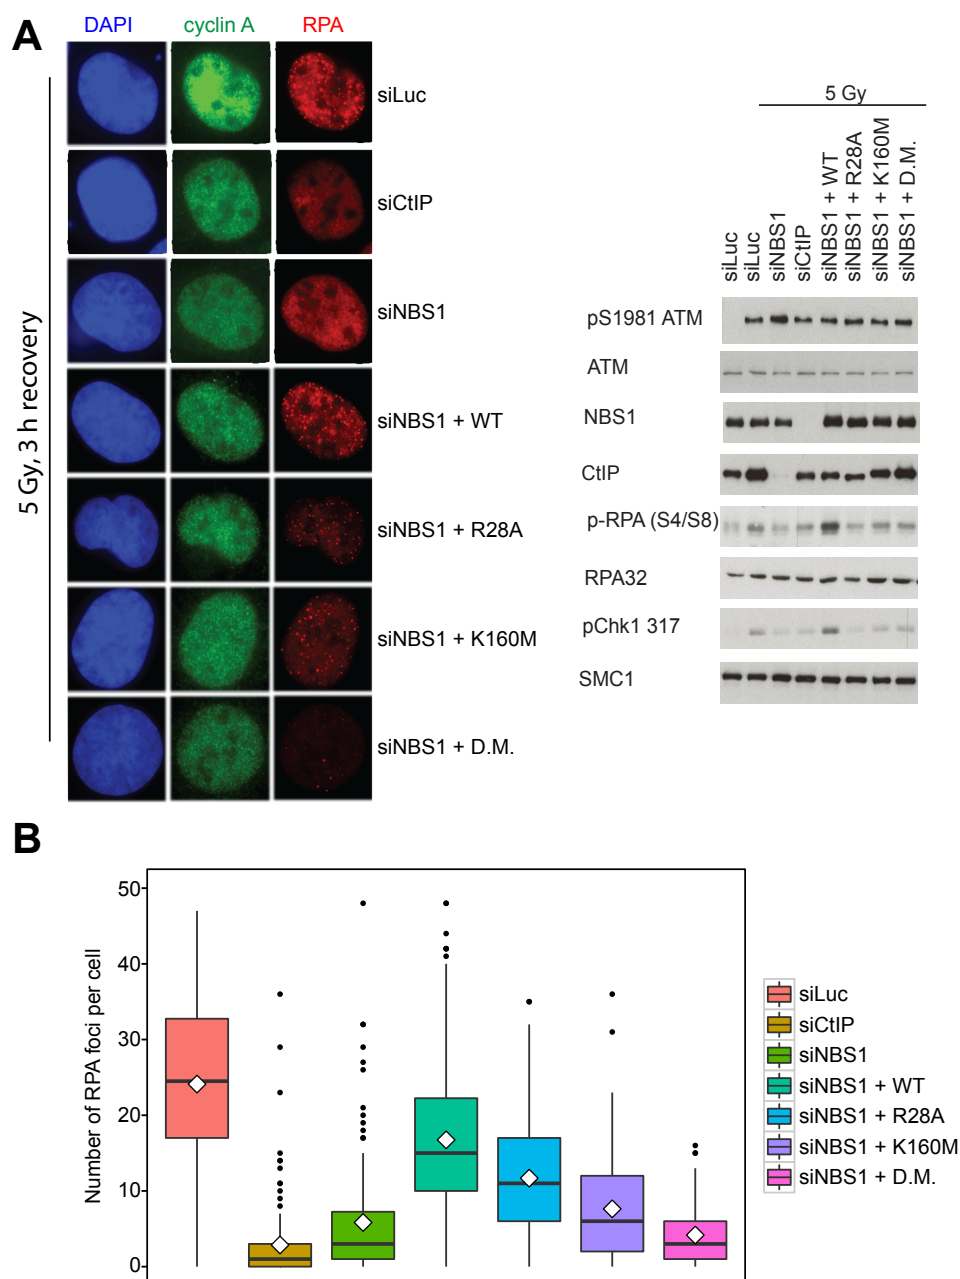 A
DAPI
cyclin A
RPA
5 Gy, 3 h recovery
siLuc
siCtIP
siNBS1
siNBS1 + WT
siNBS1 + R28A
siNBS1 + K160M
siNBS1 + D.M.
5 Gy
siLuc
siLuc
siNBS1
siCtIP
siNBS1 + WT
siNBS1 + R28A
siNBS1 + K160M
siNBS1 + D.M.
pS1981 ATM
ATM
NBS1
CtIP
p-RPA (S4/S8)
RPA32
pChk1 317
SMC1
B
Number of RPA foci per cell
50
40
30
20
10
0
siLuc
siCtIP
siNBS1
siNBS1 + WT
siNBS1 + R28A
siNBS1 + K160M
siNBS1 + D.M.